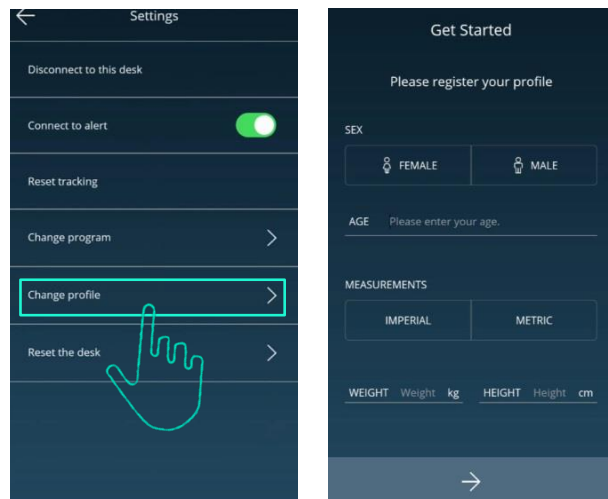 Settings
Disconnect to this desk
Connect to alert
Reset tracking
Change program
Change profile
Reset the desk
Get Started
Please register your profile
SEX
FEMALE MALE
AGE Please enter your age.
MEASUREMENTS
IMPERIAL METRIC
WEIGHT Weight kg HEIGHT Height cm